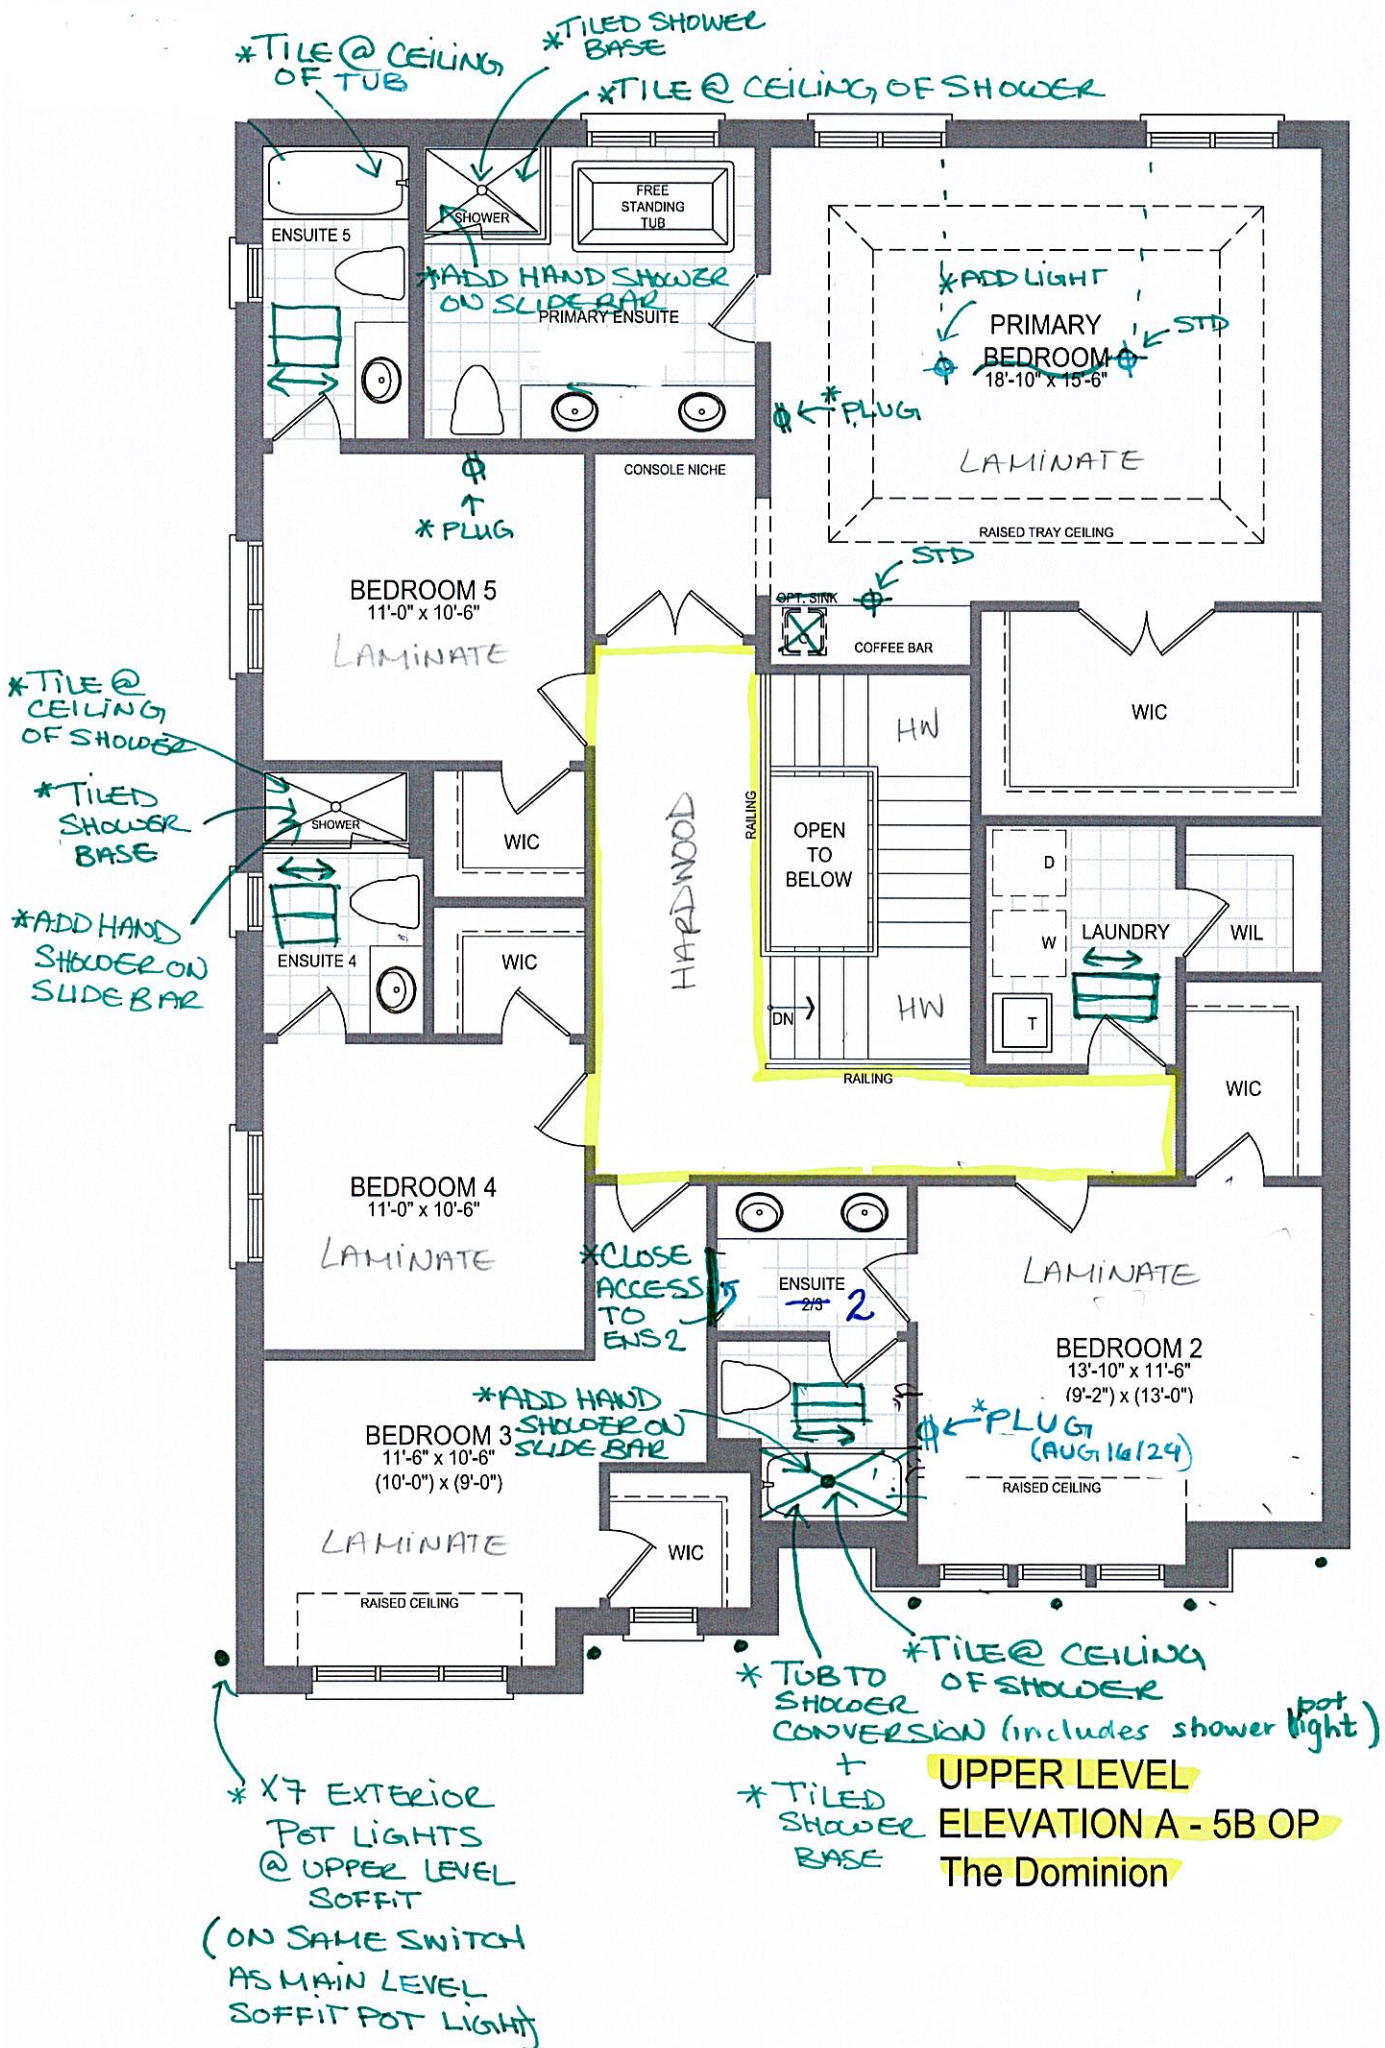 *TILE @ CEILING
OF TUB
*TILED SHOWER
BASE
*TILE @ CEILING OF SHOWER
ENSUITE 5
SHOWER
FREE
STANDING
TUB
*ADD HAND SHOWER
ON SLIDE BAR
PRIMARY ENSUITE
*ADD LIGHT
STD
PRIMARY
BEDROOM
18'-10" x 15'-6"
* PLUG
LAMINATE
RAISED TRAY CEILING
CONSOLE NICHE
* PLUG
STD
OPT. SINK
COFFEE BAR
BEDROOM 5
11'-0" x 10'-6"
LAMINATE
WIC
*TILE @
CEILING
OF SHOWER
*TILED
SHOWER
BASE
*ADD HAND
SHOWER ON
SLIDE BAR
SHOWER
ENSUITE 4
WIC
WIC
HARDWOOD
RAILING
OPEN
TO
BELOW
HW
HW
DN
RAILING
D
W
T
LAUNDRY
WIL
WIC
BEDROOM 4
11'-0" x 10'-6"
LAMINATE
*CLOSE
ACCESS
TO
ENS 2
ENSUITE
2/3 2
LAMINATE
BEDROOM 2
13'-10" x 11'-6"
(9'-2") x (13'-0")
*ADD HAND
SHOWER ON
SLIDE BAR
BEDROOM 3
11'-6" x 10'-6"
(10'-0") x (9'-0")
*PLUG
(AUG 16/24)
RAISED CEILING
LAMINATE
WIC
RAISED CEILING
*TILE @ CEILING
OF SHOWER
* TUB TO
SHOWER
CONVERSION (includes shower pot light)
+
* TILED
SHOWER
BASE
UPPER LEVEL
ELEVATION A - 5B OP
The Dominion
* X7 EXTERIOR
POT LIGHTS
@ UPPER LEVEL
SOFFIT
(ON SAME SWITCH
AS MAIN LEVEL
SOFFIT POT LIGHT)